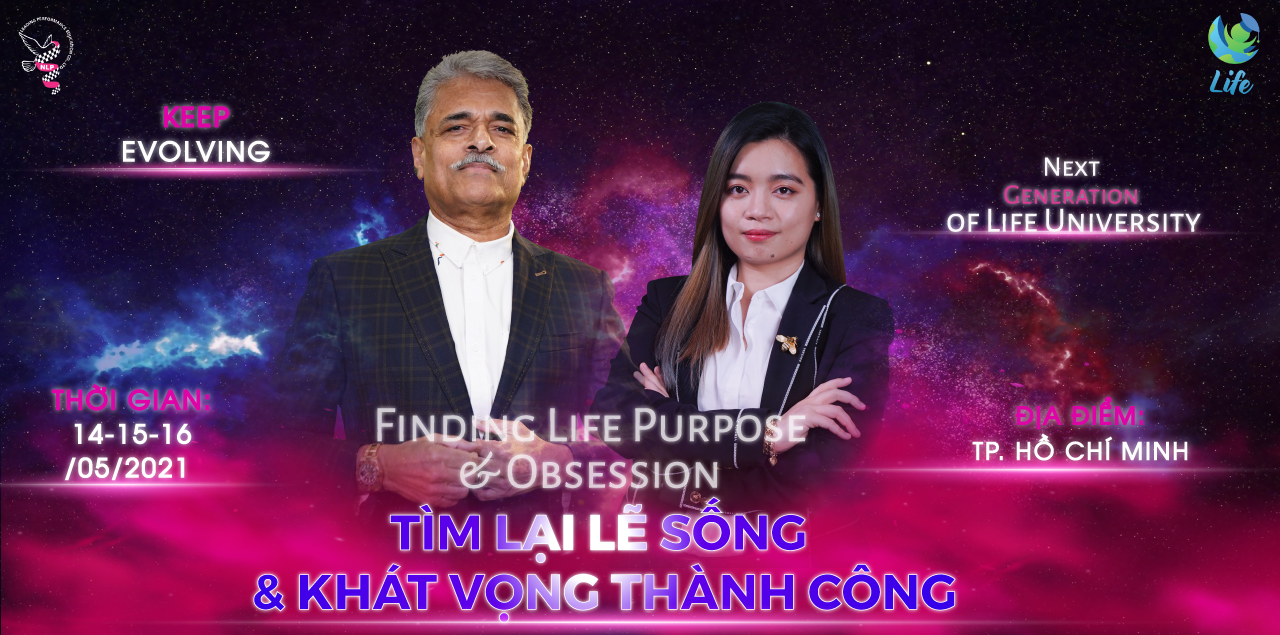 NLP
Life
KEEP
EVOLVING
NEXT
GENERATION
OF LIFE UNIVERSITY
THỜI GIAN:
14-15-16
/05/2021
ĐỊA ĐIỂM:
TP. HỒ CHÍ MINH
FINDING LIFE PURPOSE
& OBSESSION
TÌM LẠI LẼ SỐNG
& KHÁT VỌNG THÀNH CÔNG